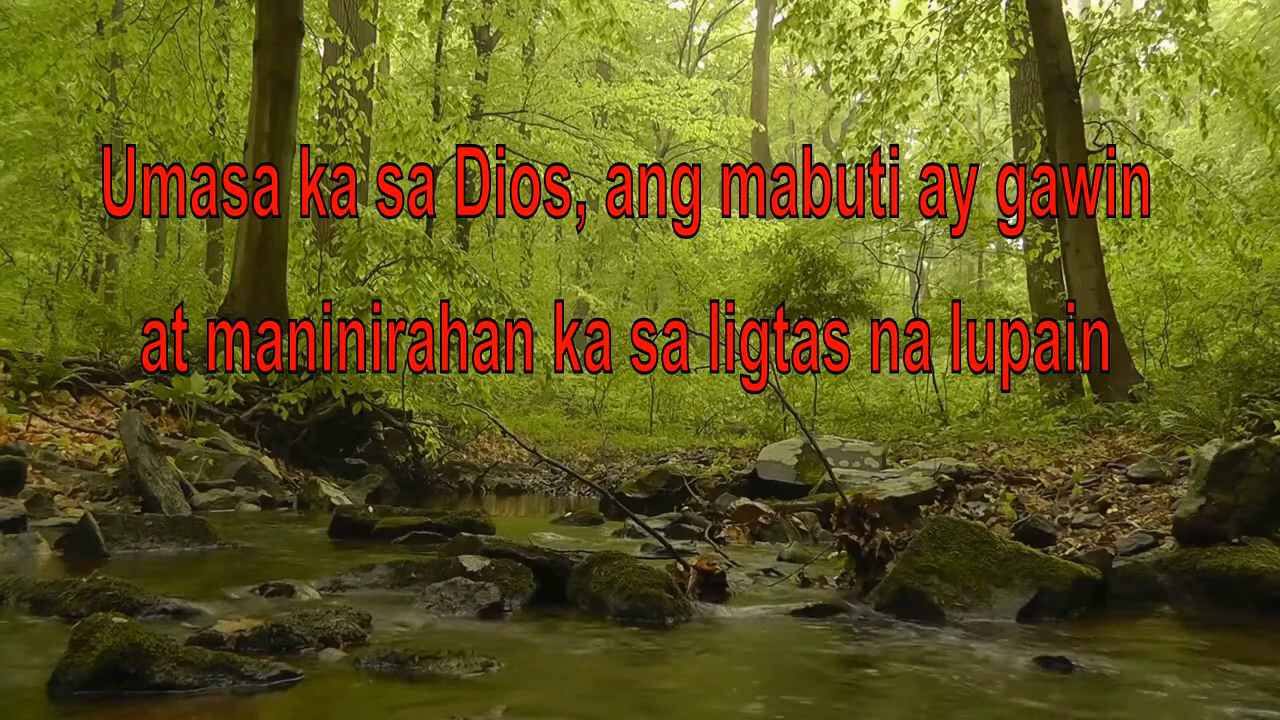 Umasa ka sa Dios, ang mabuti ay gawin
at maninirahan ka sa ligtas na lupain